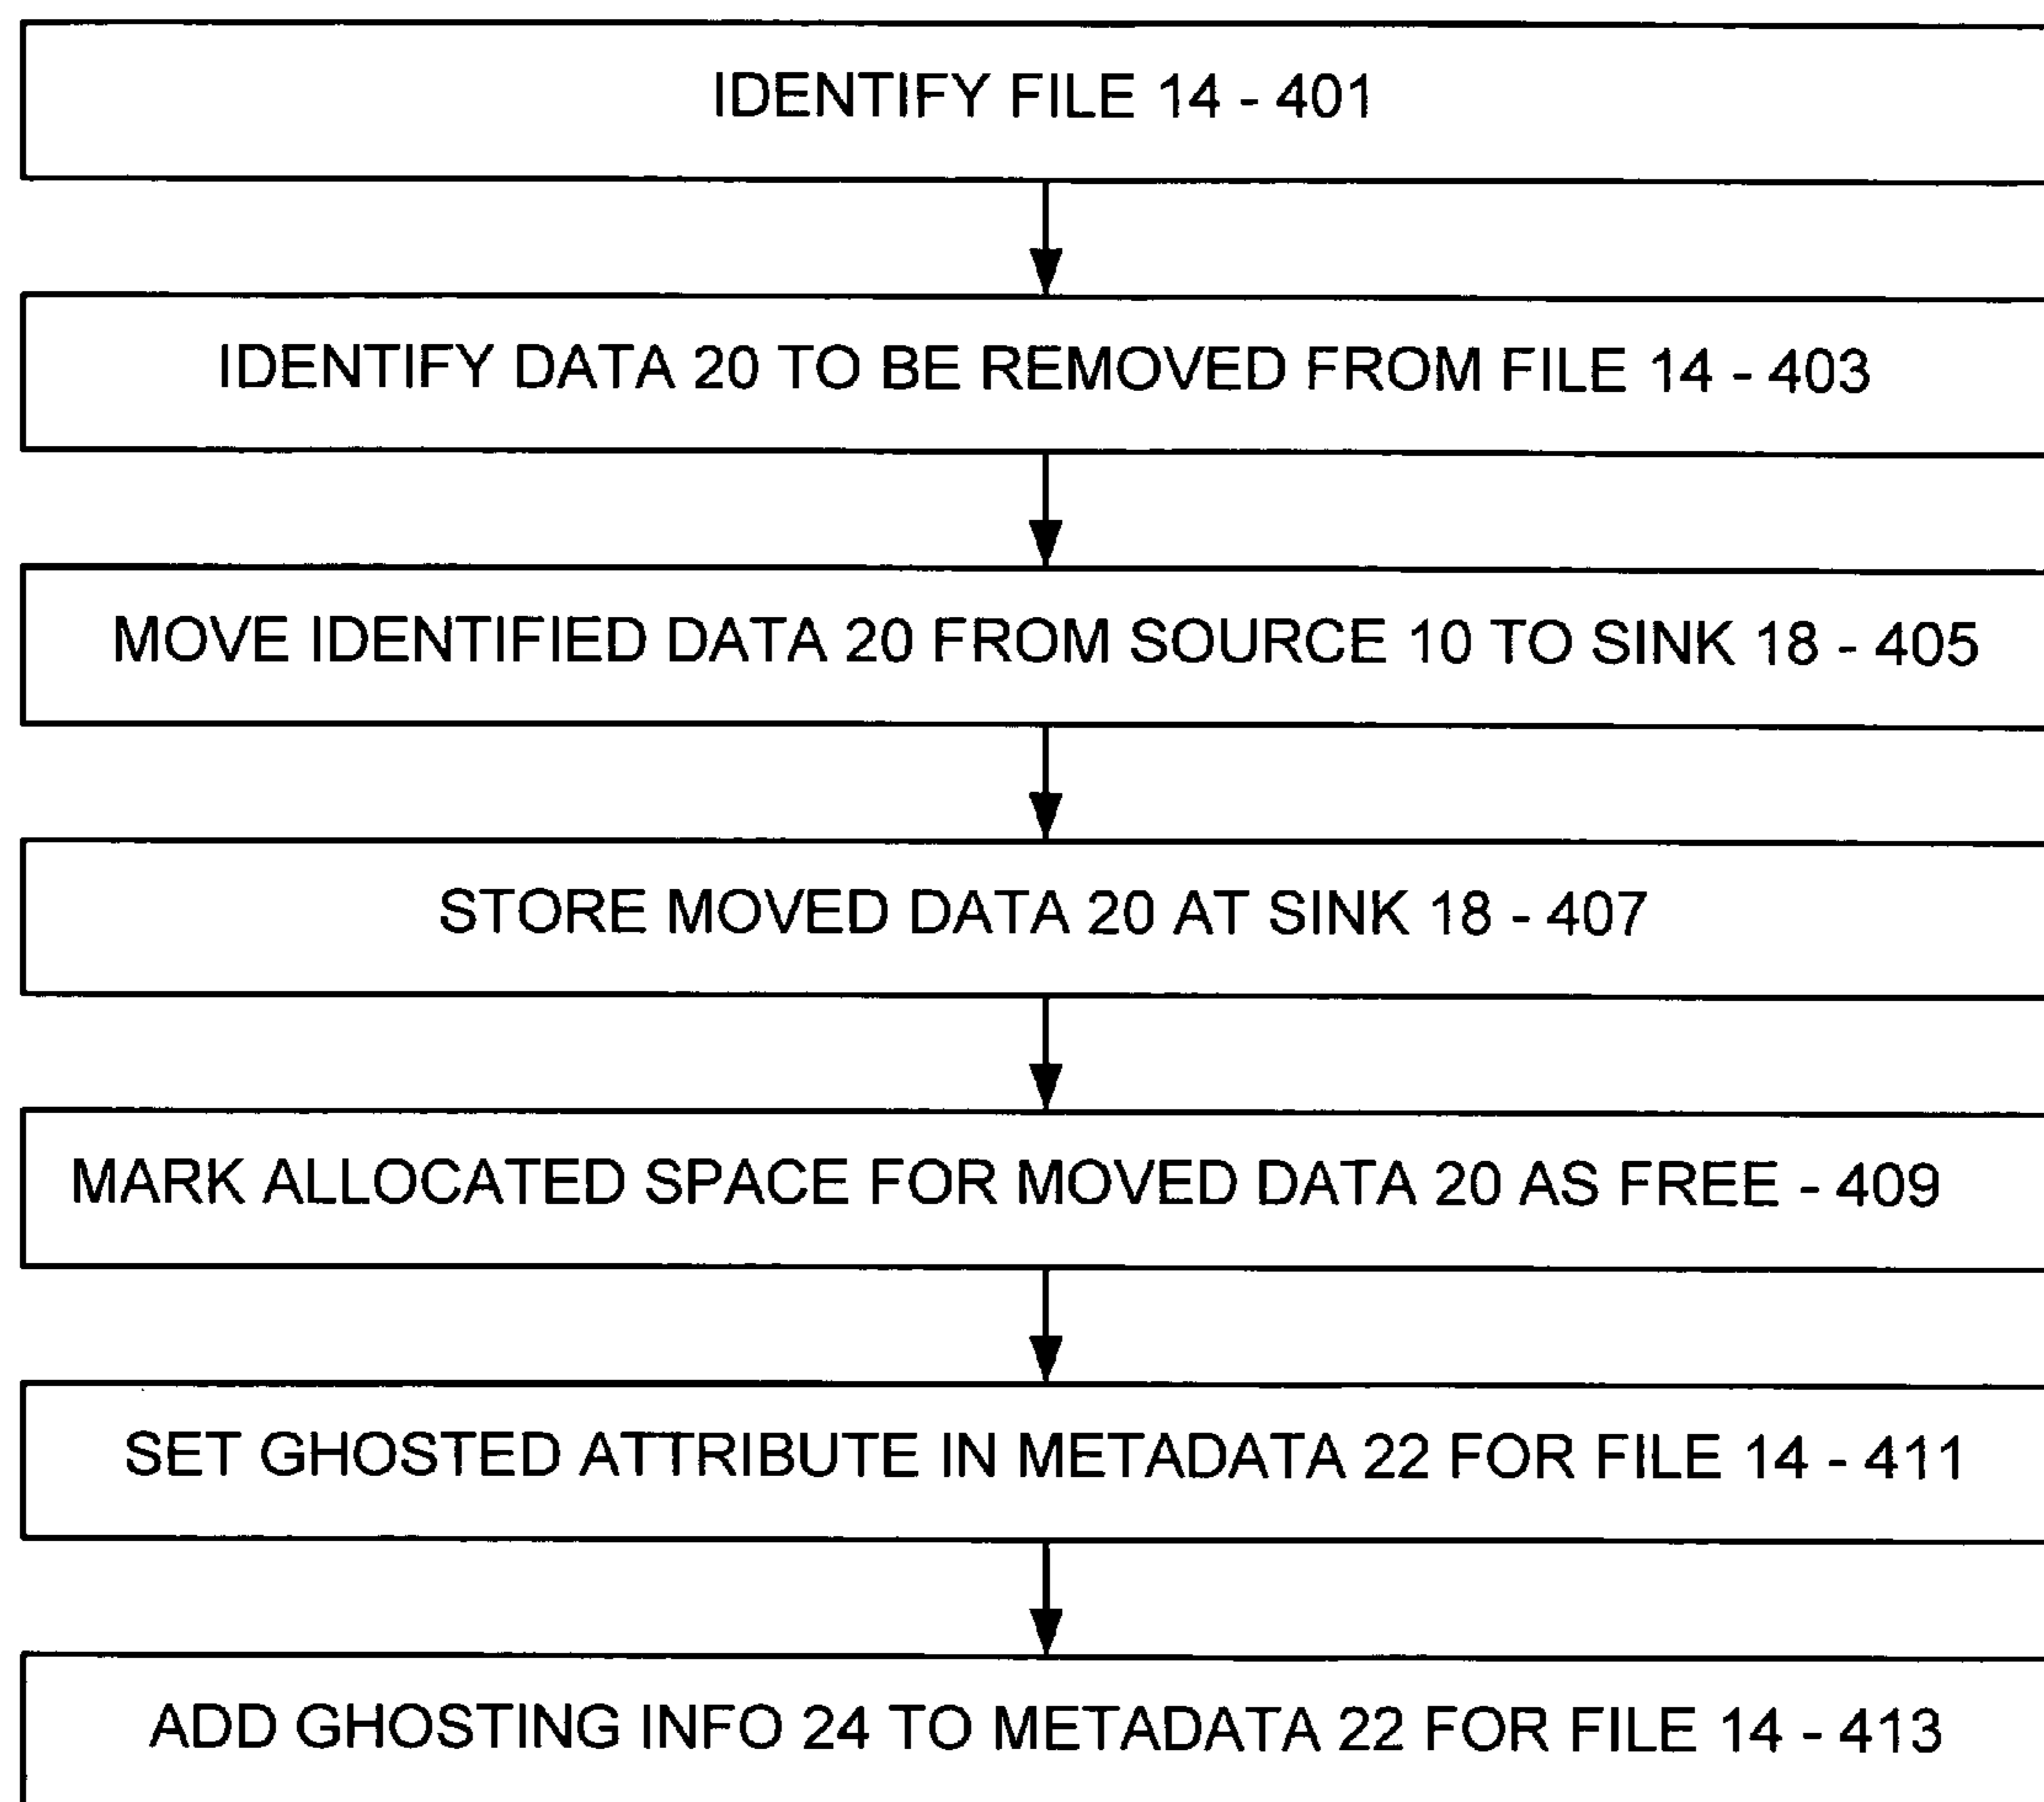 IDENTIFY FILE 14 - 401
IDENTIFY DATA 20 TO BE REMOVED FROM FILE 14 - 403
MOVE IDENTIFIED DATA 20 FROM SOURCE 10 TO SINK 18 - 405
STORE MOVED DATA 20 AT SINK 18 - 407
MARK ALLOCATED SPACE FOR MOVED DATA 20 AS FREE - 409
SET GHOSTED ATTRIBUTE IN METADATA 22 FOR FILE 14 - 411
ADD GHOSTING INFO 24 TO METADATA 22 FOR FILE 14 - 413